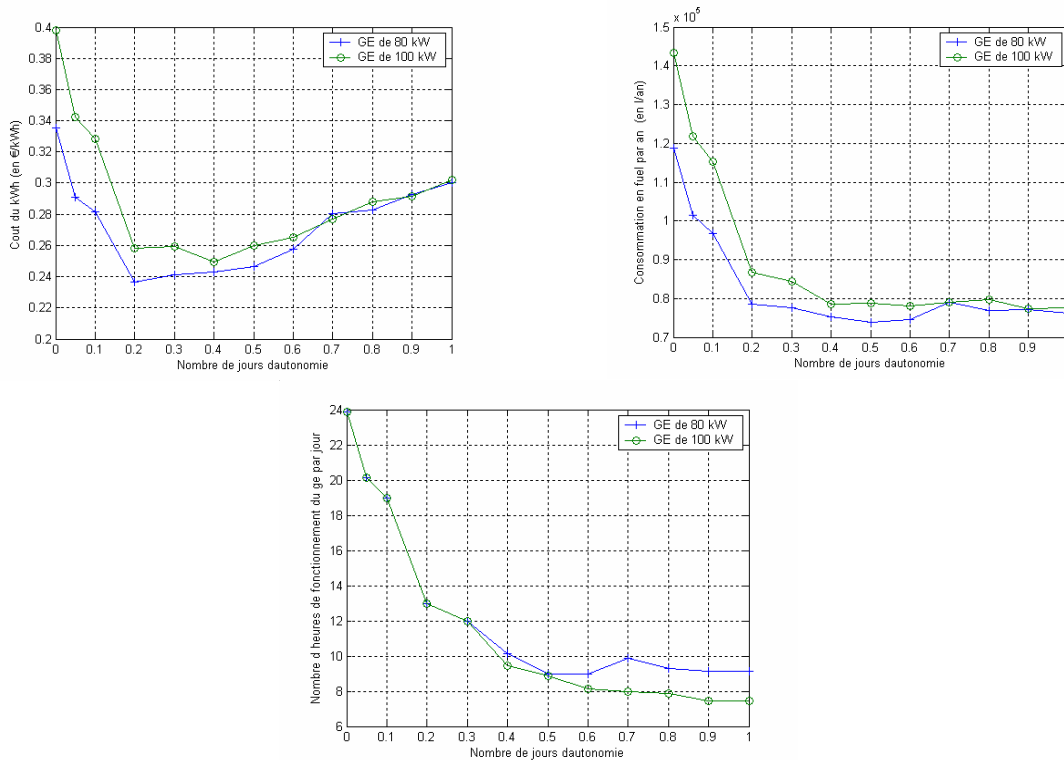 0.4
0.38
0.36
0.34
0.32
0.3
0.28
0.26
0.24
0.22
0.2
Cout du kWh (en €/kWh)
GE de 80 kW
GE de 100 kW
0 0.1 0.2 0.3 0.4 0.5 0.6 0.7 0.8 0.9 1
Nombre de jours dautonomie
x 10^5
1.5
1.4
1.3
1.2
1.1
1
0.9
0.8
0.7
Consommation en fuel par an (en l/an)
GE de 80 kW
GE de 100 kW
0 0.1 0.2 0.3 0.4 0.5 0.6 0.7 0.8 0.9
Nombre de jours dautonomie
24
22
20
18
16
14
12
10
8
6
Nombre d heures de fonctionnement du ge par jour
GE de 80 kW
GE de 100 kW
0 0.1 0.2 0.3 0.4 0.5 0.6 0.7 0.8 0.9 1
Nombre de jours dautonomie